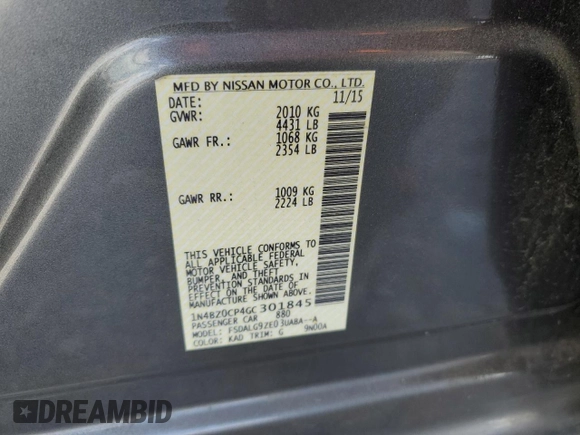 MFD BY NISSAN MOTOR CO., LTD.
DATE: 11/15
GVWR: 2010 KG
4431 LB
GAWR FR.: 1068 KG
2354 LB
GAWR RR.: 1009 KG
2224 LB
THIS VEHICLE CONFORMS TO
ALL APPLICABLE FEDERAL
MOTOR VEHICLE SAFETY,
BUMPER, AND THEFT
PREVENTION STANDARDS IN
EFFECT ON THE DATE OF
MANUFACTURE SHOWN ABOVE.
1N4BZ0CP4GC301845
PASSENGER CAR 880
MODEL: FSDALG9ZE03UABA--A
COLOR: KAD TRIM: G 9N00A
DREAMBID